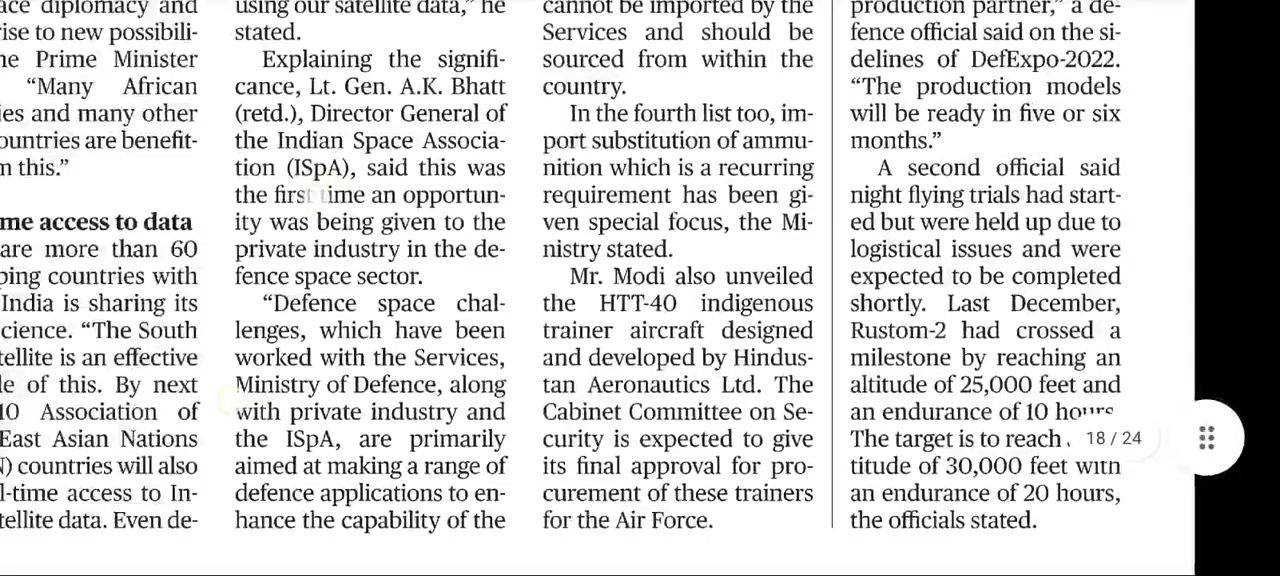 ace diplomacy and
rise to new possibili-
he Prime Minister
“Many African
ies and many other
ountries are benefit-
m this.”
me access to data
are more than 60
ping countries with
India is sharing its
cience. “The South
tellite is an effective
le of this. By next
10 Association of
East Asian Nations
N) countries will also
l-time access to In-
tellite data. Even de-
using our satellite data,” he
stated.
Explaining the signifi-
cance, Lt. Gen. A.K. Bhatt
(retd.), Director General of
the Indian Space Associa-
tion (ISpA), said this was
the first time an opportun-
ity was being given to the
private industry in the de-
fence space sector.
“Defence space chal-
lenges, which have been
worked with the Services,
Ministry of Defence, along
with private industry and
the ISpA, are primarily
aimed at making a range of
defence applications to en-
hance the capability of the
cannot be imported by the
Services and should be
sourced from within the
country.
In the fourth list too, im-
port substitution of ammu-
nition which is a recurring
requirement has been gi-
ven special focus, the Mi-
nistry stated.
Mr. Modi also unveiled
the HTT-40 indigenous
trainer aircraft designed
and developed by Hindus-
tan Aeronautics Ltd. The
Cabinet Committee on Se-
curity is expected to give
its final approval for pro-
curement of these trainers
for the Air Force.
production partner,” a de-
fence official said on the si-
delines of DefExpo-2022.
“The production models
will be ready in five or six
months.”
A second official said
night flying trials had start-
ed but were held up due to
logistical issues and were
expected to be completed
shortly. Last December,
Rustom-2 had crossed a
milestone by reaching an
altitude of 25,000 feet and
an endurance of 10 hours.
The target is to reach
titude of 30,000 feet with
an endurance of 20 hours,
the officials stated.
18 / 24